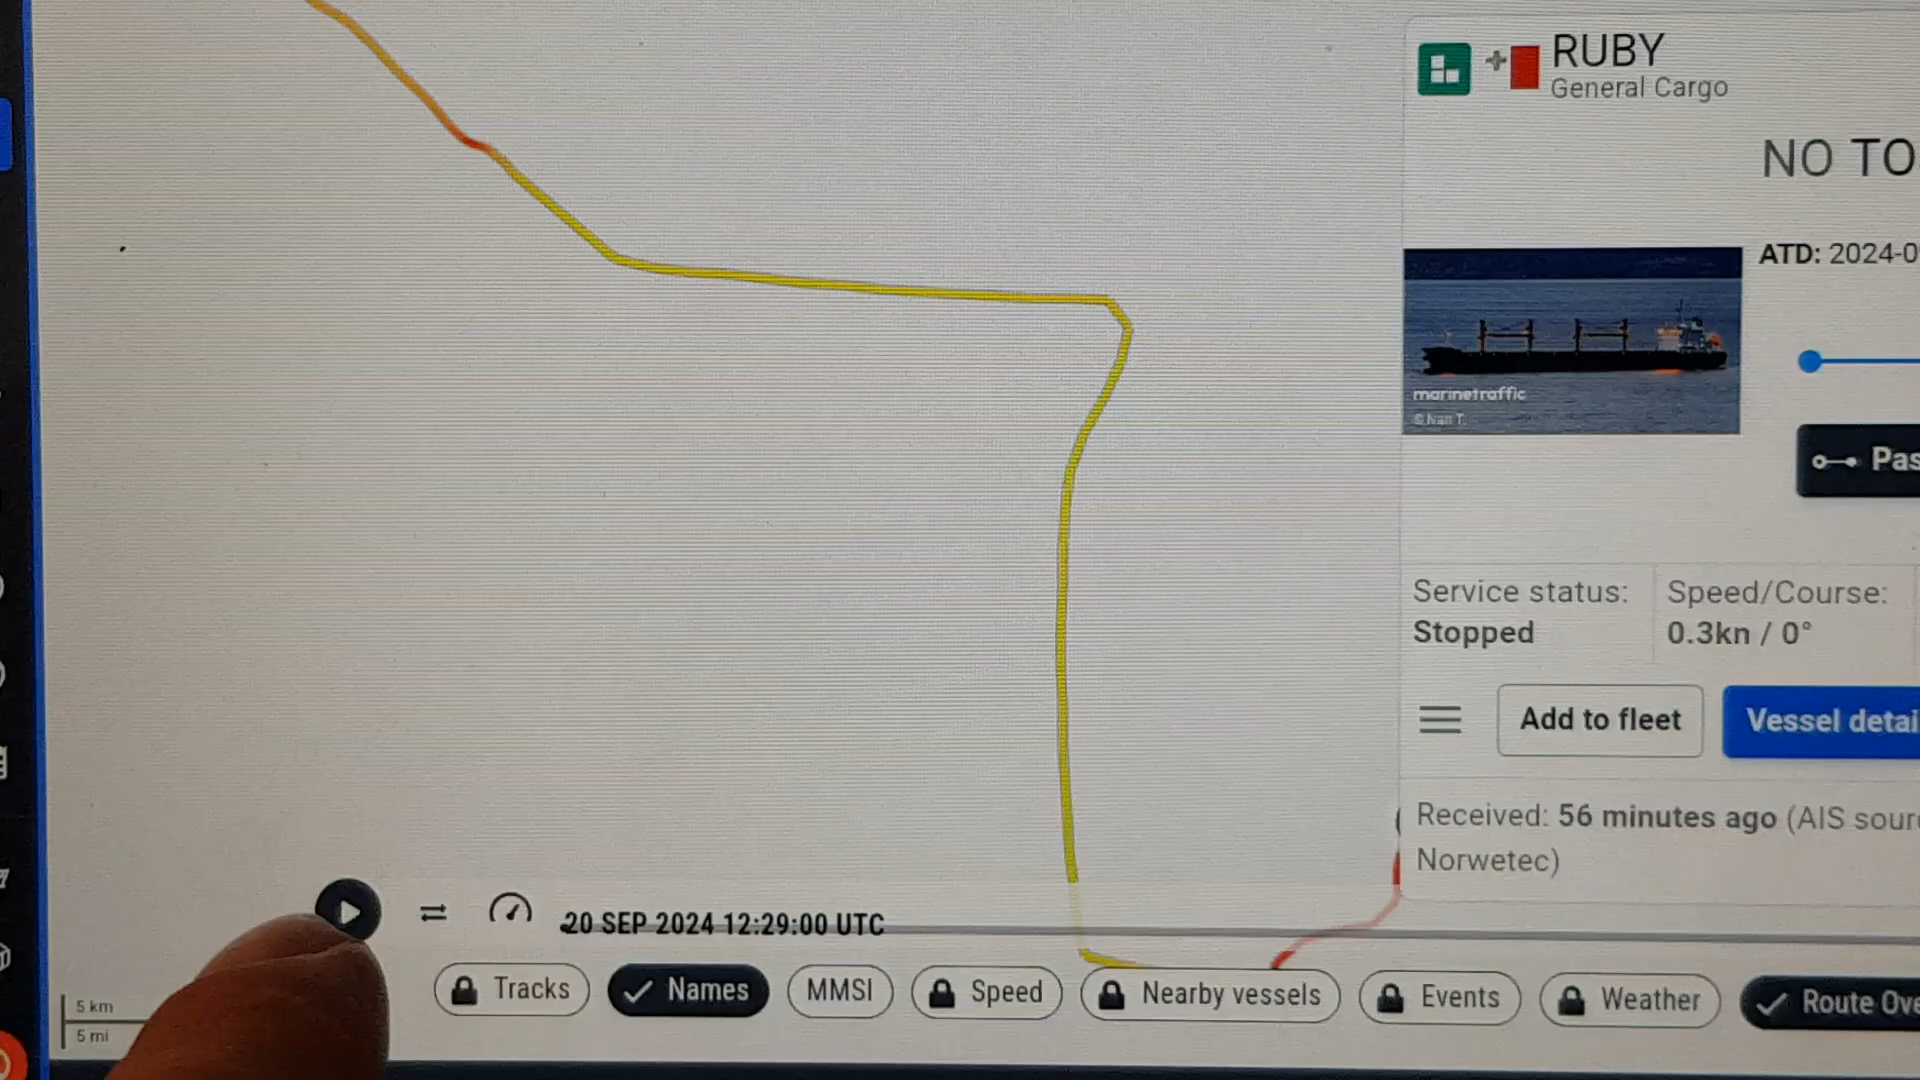 RUBY
General Cargo
NO TO
ATD: 2024-0
marinetraffic
© Ivan T.
Pas
Service status:
Stopped
Speed/Course:
0.3kn / 0°
Add to fleet
Vessel detai
Received: 56 minutes ago (AIS sour
Norwetec)
20 SEP 2024 12:29:00 UTC
Tracks
Names
MMSI
Speed
Nearby vessels
Events
Weather
Route Ove
5 km
5 mi